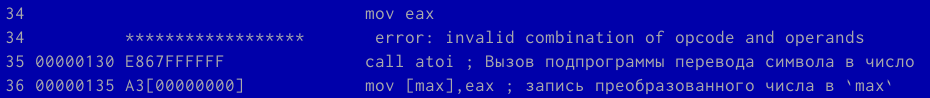 34                                  mov eax
34          ******************       error: invalid combination of opcode and operands
35 00000130 E867FFFFFF              call atoi ; Вызов подпрограммы перевода символа в число
36 00000135 A3[00000000]            mov [max],eax ; запись преобразованного числа в `max`